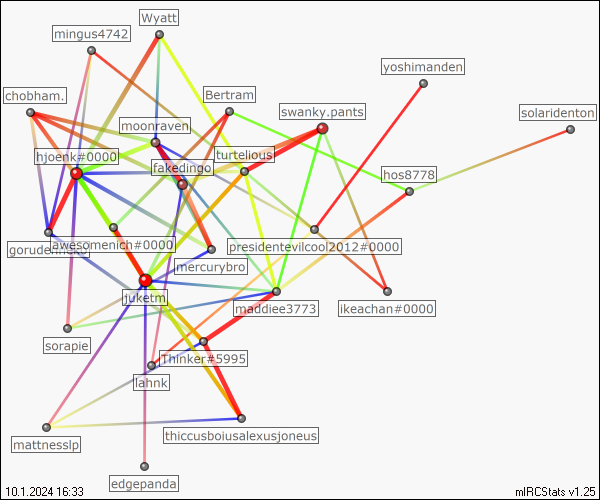 Wyatt
mingus4742
yoshimanden
chobham.
Bertram
swanky.pants
solaridenton
moonraven
hjoenk#0000
fakedingo
turtelious
hos8778
awesomenich#0000
presidentevilcool2012#0000
mercurybro
juketm
maddiee3773
ikeachan#0000
sorapie
Thinker#5995
lahnk
mattnesslp
thiccusboiusalexusjoneus
edgepanda
10.1.2024 16:33
mIRCStats v1.25